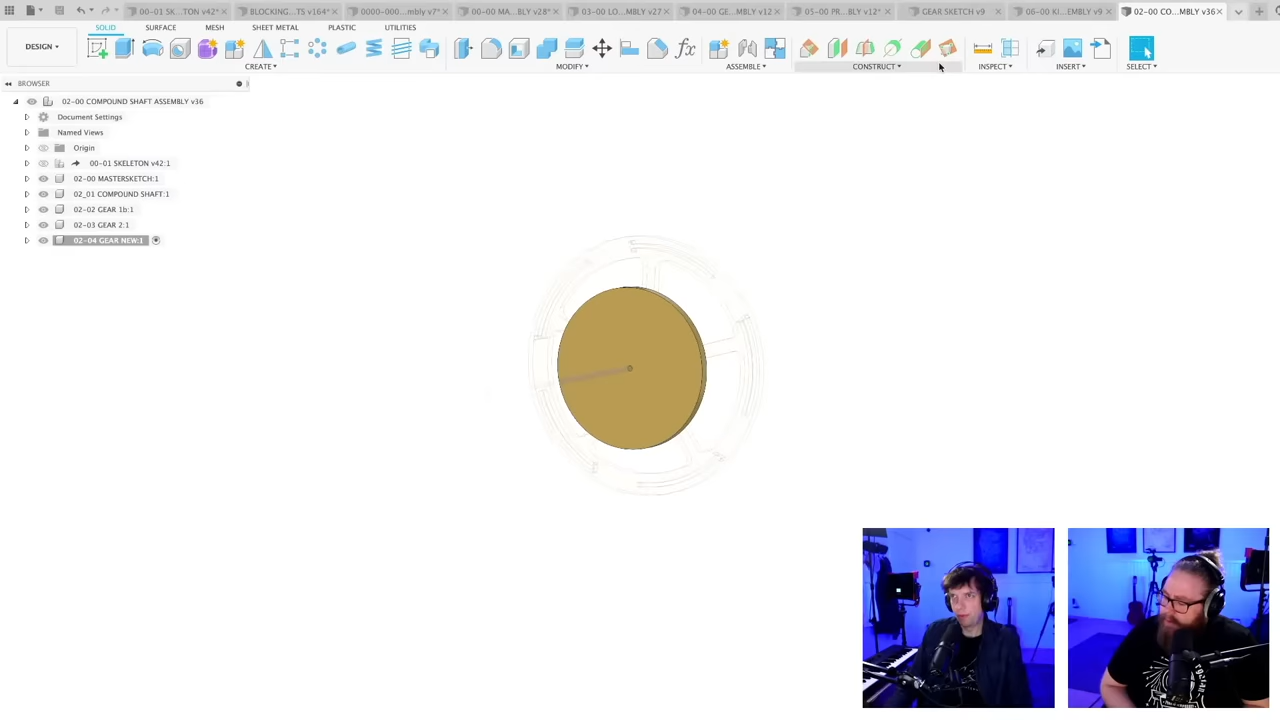 00-01 SK...TON v42*
BLOCKING...TS v164*
0000-000...mbly v7*
00-00 MA...BLY v28*
03-00 LO...MBLY v27
04-00 GE...MBLY v12
05-00 PR...BLY v12*
GEAR SKETCH v9
06-00 KI...EMBLY v9
02-00 CO...MBLY v36*
SOLID SURFACE MESH SHEET METAL PLASTIC UTILITIES
DESIGN
CREATE MODIFY ASSEMBLE CONSTRUCT INSPECT INSERT SELECT
BROWSER
02-00 COMPOUND SHAFT ASSEMBLY v36
Document Settings
Named Views
Origin
00-01 SKELETON v42:1
02-00 MASTERSKETCH:1
02_01 COMPOUND SHAFT:1
02-02 GEAR 1b:1
02-03 GEAR 2:1
02-04 GEAR NEW:1